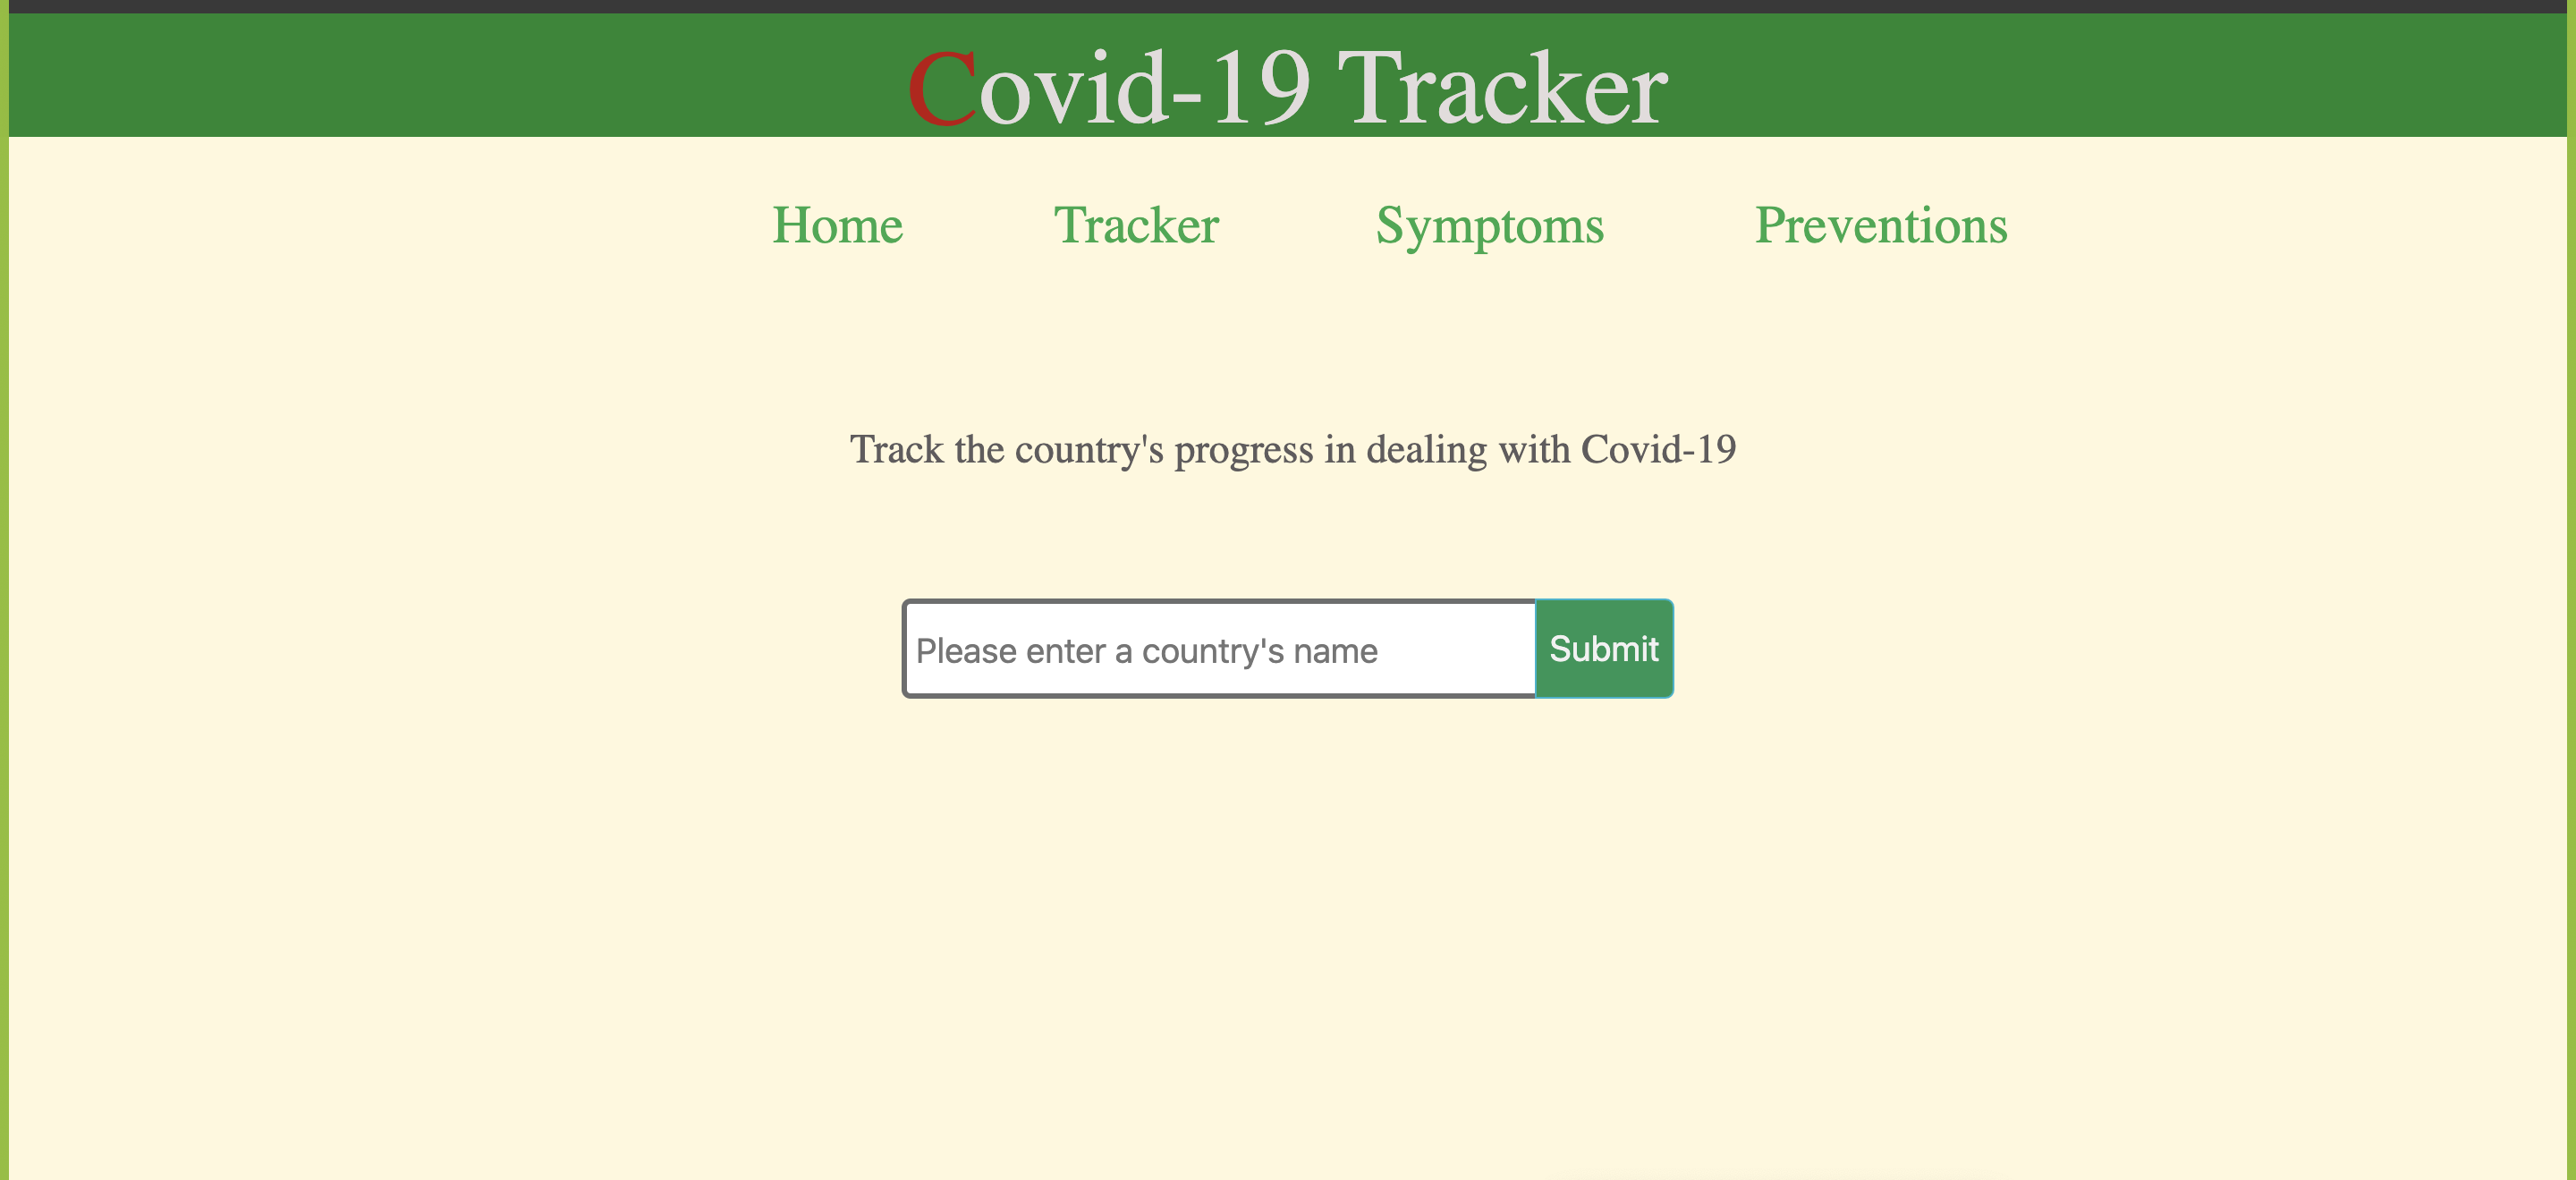 Covid-19 Tracker
Home Tracker Symptoms Preventions
Track the country's progress in dealing with Covid-19
Please enter a country's name Submit